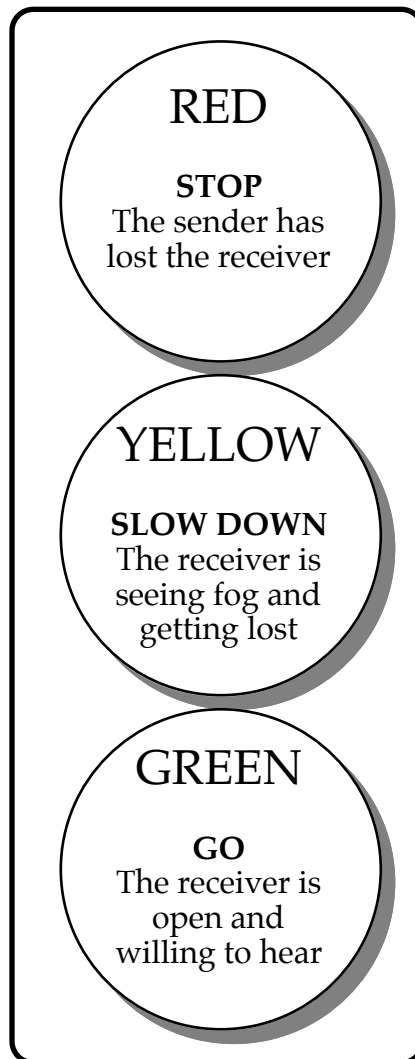 RED
STOP
The sender has
lost the receiver
YELLOW
SLOW DOWN
The receiver is
seeing fog and
getting lost
GREEN
GO
The receiver is
open and
willing to hear